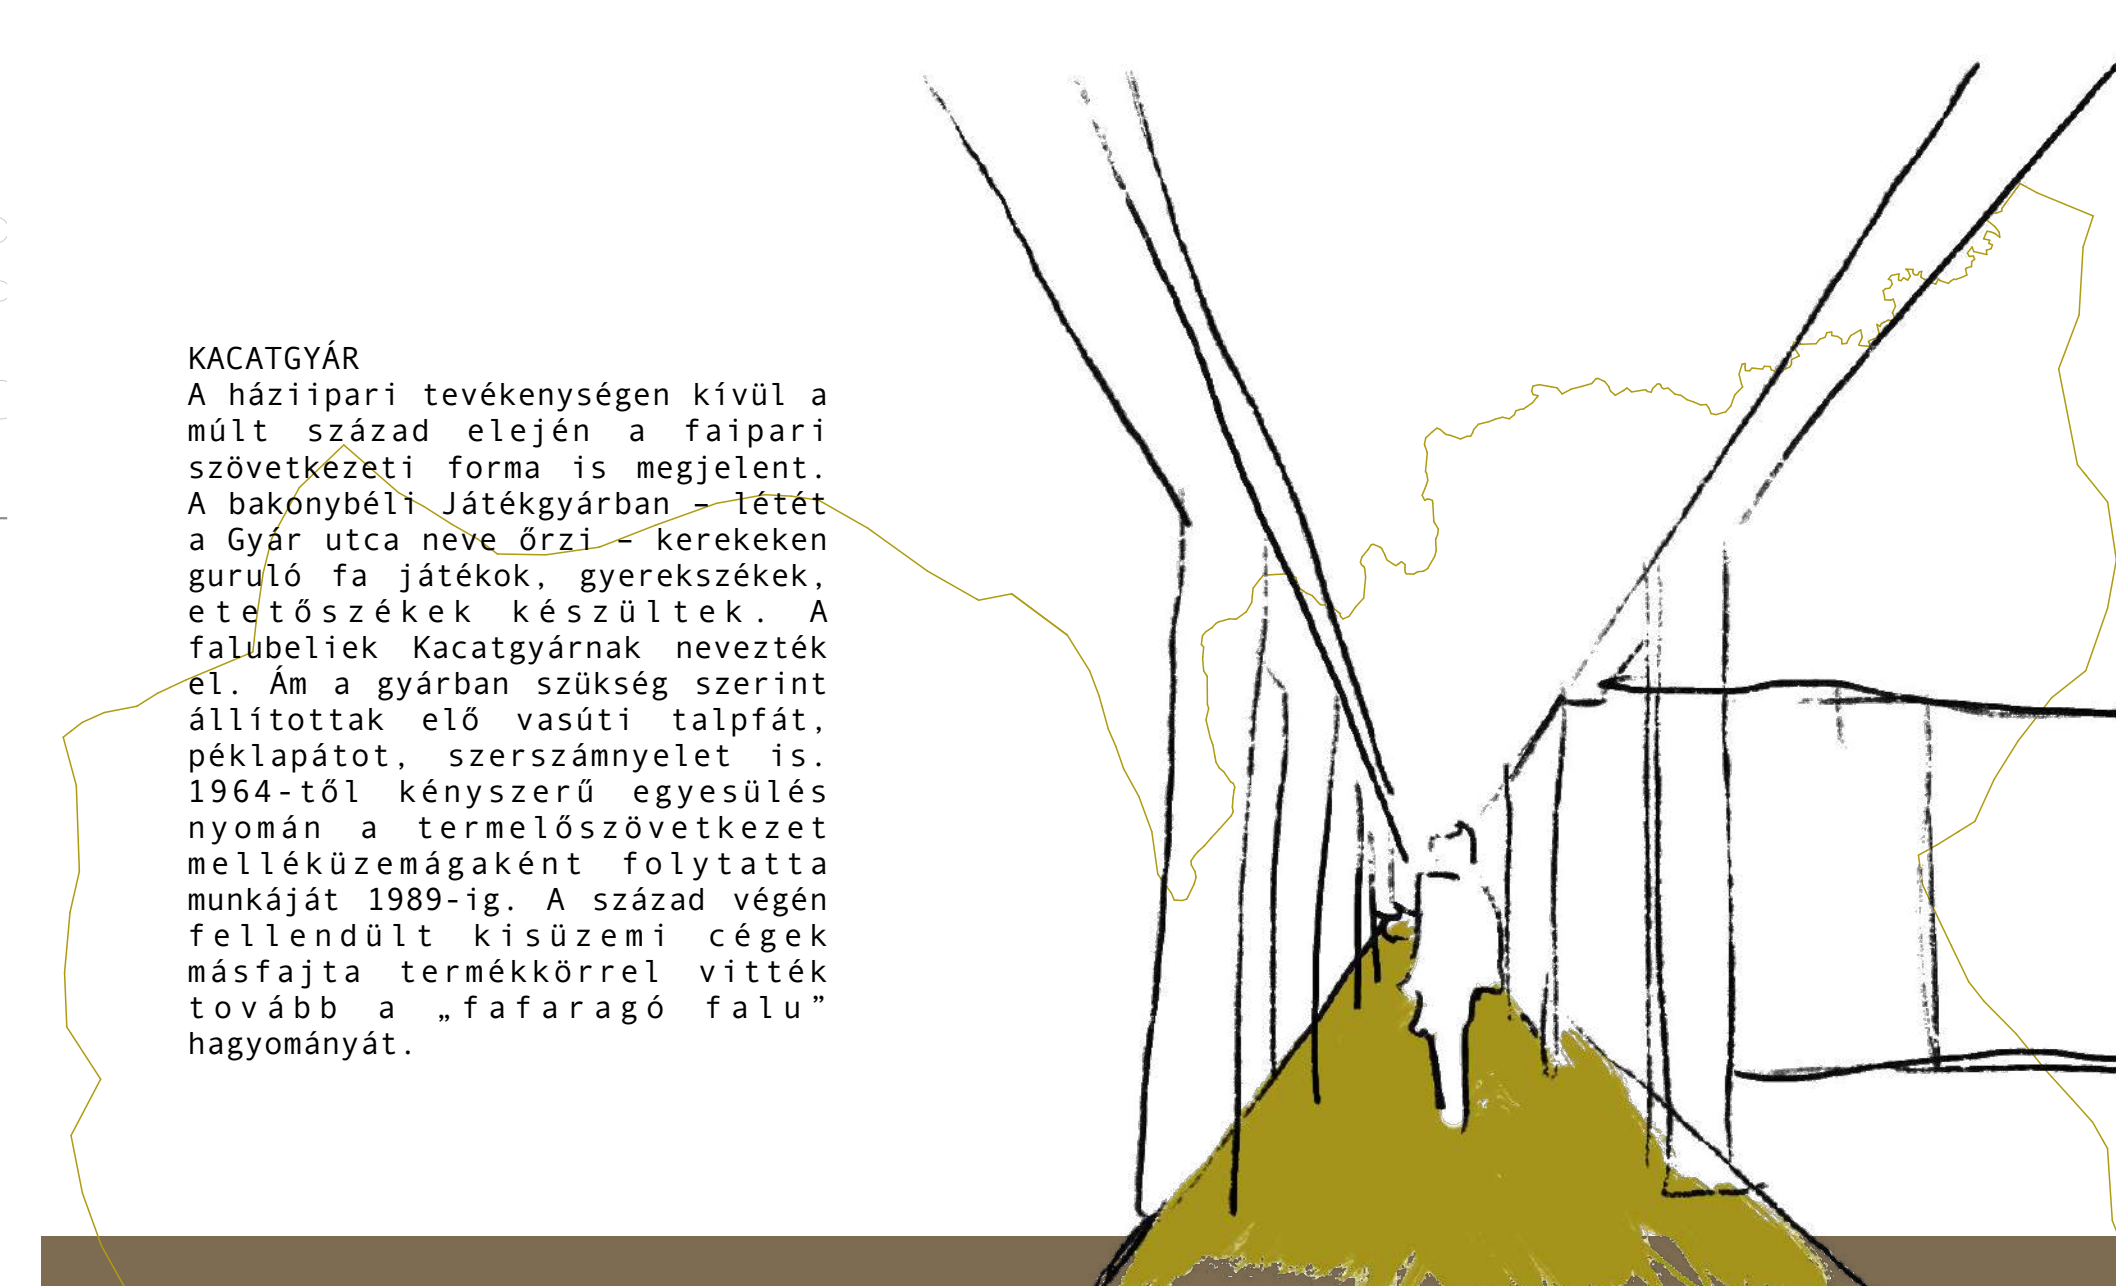 KACATGYÁR
A háziipari tevékenységen kívül a
múlt század elején a faipari
szövetkezeti forma is megjelent.
A bakonybéli Játékgyárban – létét
a Gyár utca neve őrzi – kerekeken
guruló fa játékok, gyerekszékek,
etetőszékek készültek. A
falubeliek Kacatgyárnak nevezték
el. Ám a gyárban szükség szerint
állítottak elő vasúti talpfát,
péklapátot, szerszámnyelet is.
1964-től kényszerű egyesülés
nyomán a termelőszövetkezet
melléküzemágaként folytatta
munkáját 1989-ig. A század végén
fellendült kisüzemi cégek
másfajta termékkörrel vitték
tovább a „fafaragó falu”
hagyományát.